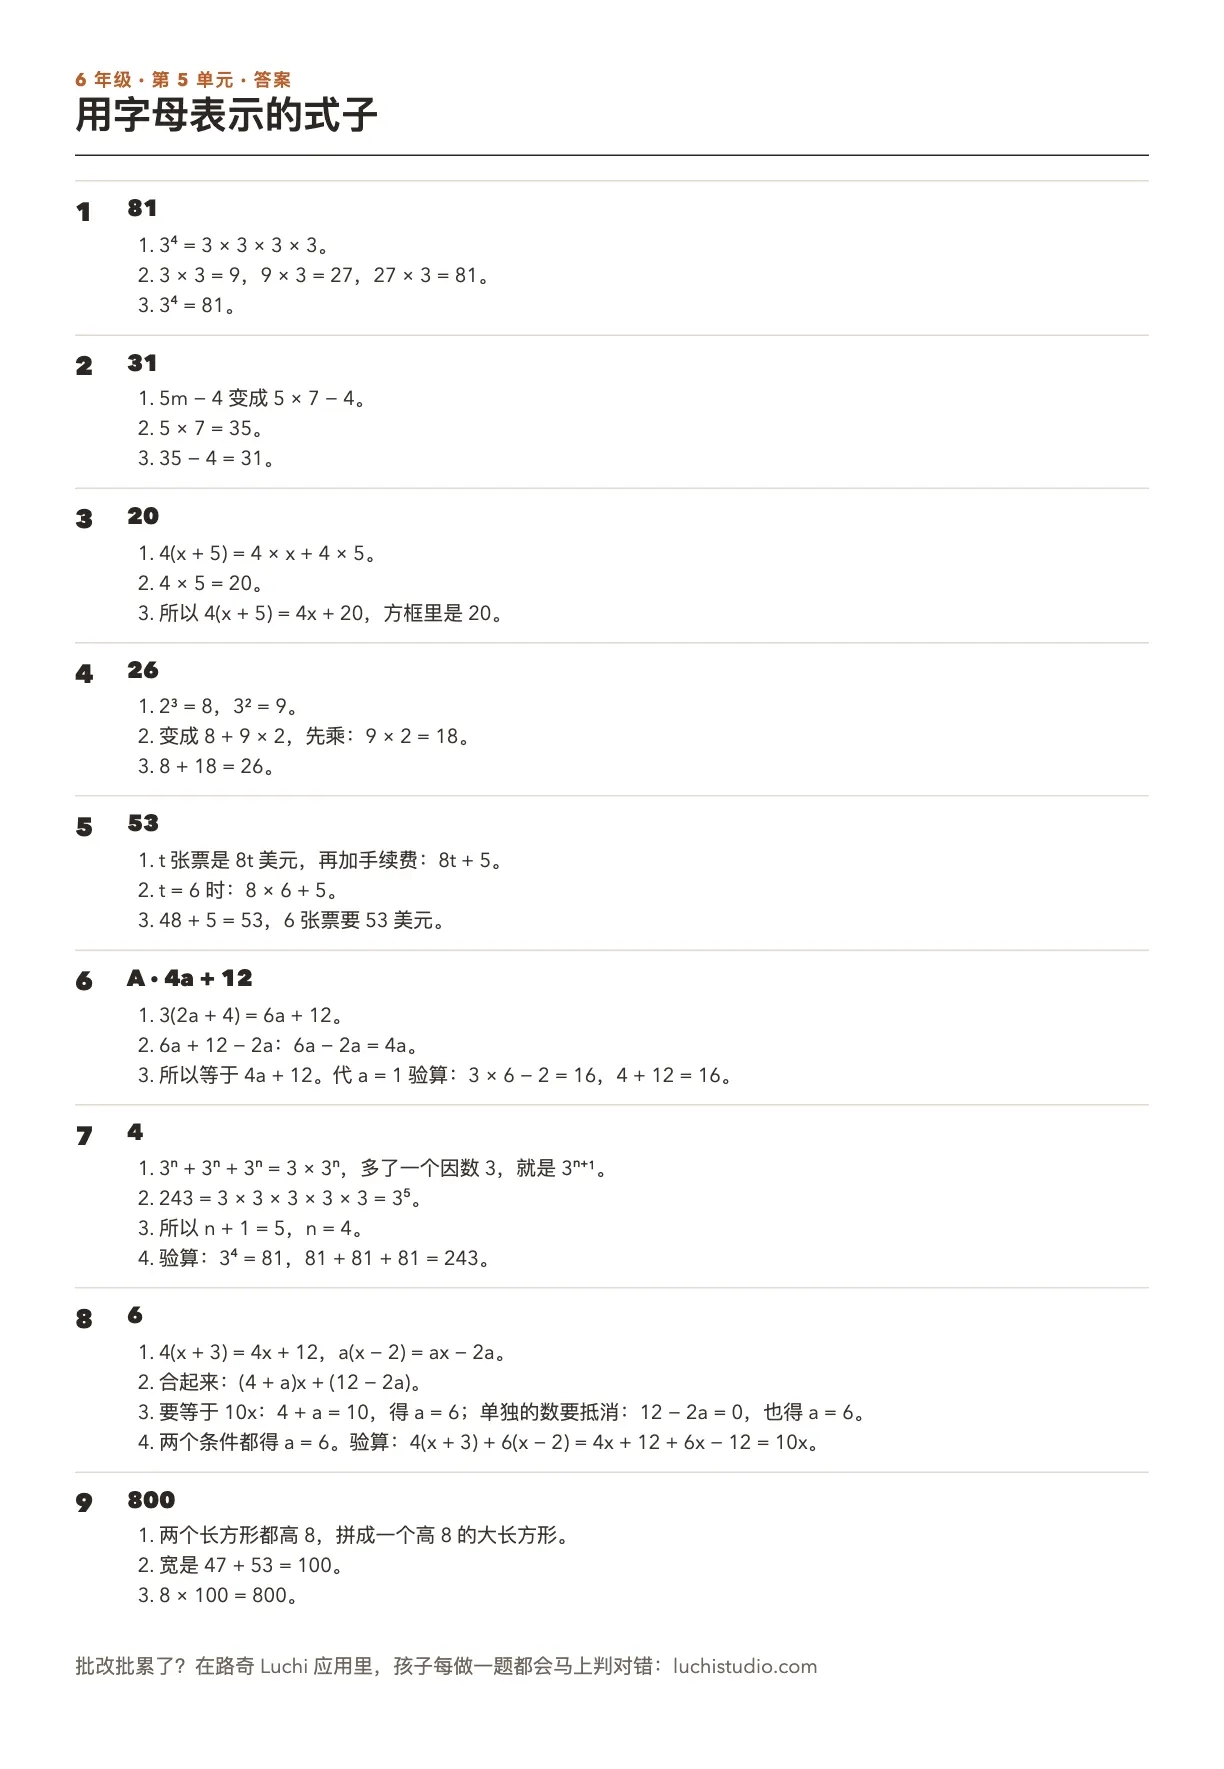 6 年级 · 第 5 单元 · 答案
用字母表示的式子
1 81
1. 3⁴ = 3 × 3 × 3 × 3。
2. 3 × 3 = 9，9 × 3 = 27，27 × 3 = 81。
3. 3⁴ = 81。
2 31
1. 5m − 4 变成 5 × 7 − 4。
2. 5 × 7 = 35。
3. 35 − 4 = 31。
3 20
1. 4(x + 5) = 4 × x + 4 × 5。
2. 4 × 5 = 20。
3. 所以 4(x + 5) = 4x + 20，方框里是 20。
4 26
1. 2³ = 8，3² = 9。
2. 变成 8 + 9 × 2，先乘：9 × 2 = 18。
3. 8 + 18 = 26。
5 53
1. t 张票是 8t 美元，再加手续费：8t + 5。
2. t = 6 时：8 × 6 + 5。
3. 48 + 5 = 53，6 张票要 53 美元。
6 A · 4a + 12
1. 3(2a + 4) = 6a + 12。
2. 6a + 12 − 2a：6a − 2a = 4a。
3. 所以等于 4a + 12。代 a = 1 验算：3 × 6 − 2 = 16，4 + 12 = 16。
7 4
1. 3ⁿ + 3ⁿ + 3ⁿ = 3 × 3ⁿ，多了一个因数 3，就是 3ⁿ⁺¹。
2. 243 = 3 × 3 × 3 × 3 × 3 = 3⁵。
3. 所以 n + 1 = 5，n = 4。
4. 验算：3⁴ = 81，81 + 81 + 81 = 243。
8 6
1. 4(x + 3) = 4x + 12，a(x − 2) = ax − 2a。
2. 合起来：(4 + a)x + (12 − 2a)。
3. 要等于 10x：4 + a = 10，得 a = 6；单独的数要抵消：12 − 2a = 0，也得 a = 6。
4. 两个条件都得 a = 6。验算：4(x + 3) + 6(x − 2) = 4x + 12 + 6x − 12 = 10x。
9 800
1. 两个长方形都高 8，拼成一个高 8 的大长方形。
2. 宽是 47 + 53 = 100。
3. 8 × 100 = 800。
批改批累了？在路奇 Luchi 应用里，孩子每做一题都会马上判对错：luchistudio.com